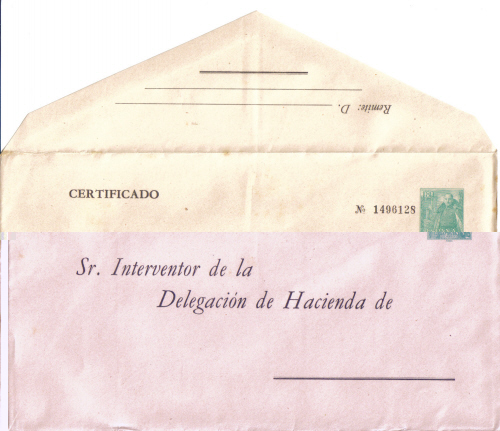 Remite: D.
CERTIFICADO
№ 1496128
Sr. Interventor de la
Delegación de Hacienda de